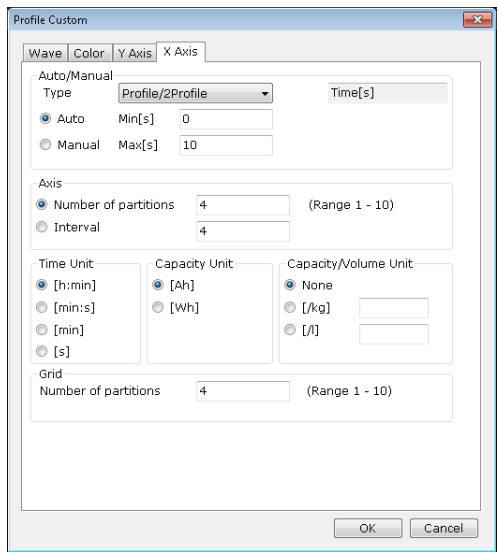 Profile Custom
Wave Color Y Axis X Axis
Auto/Manual
Type Profile/2Profile Time[s]
Auto Min[s] 0
Manual Max[s] 10
Axis
Number of partitions 4 (Range 1 - 10)
Interval 4
Time Unit Capacity Unit Capacity/Volume Unit
[h:min] [Ah] None
[min:s] [Wh] [/kg]
[min] [/l]
[s]
Grid
Number of partitions 4 (Range 1 - 10)
OK Cancel